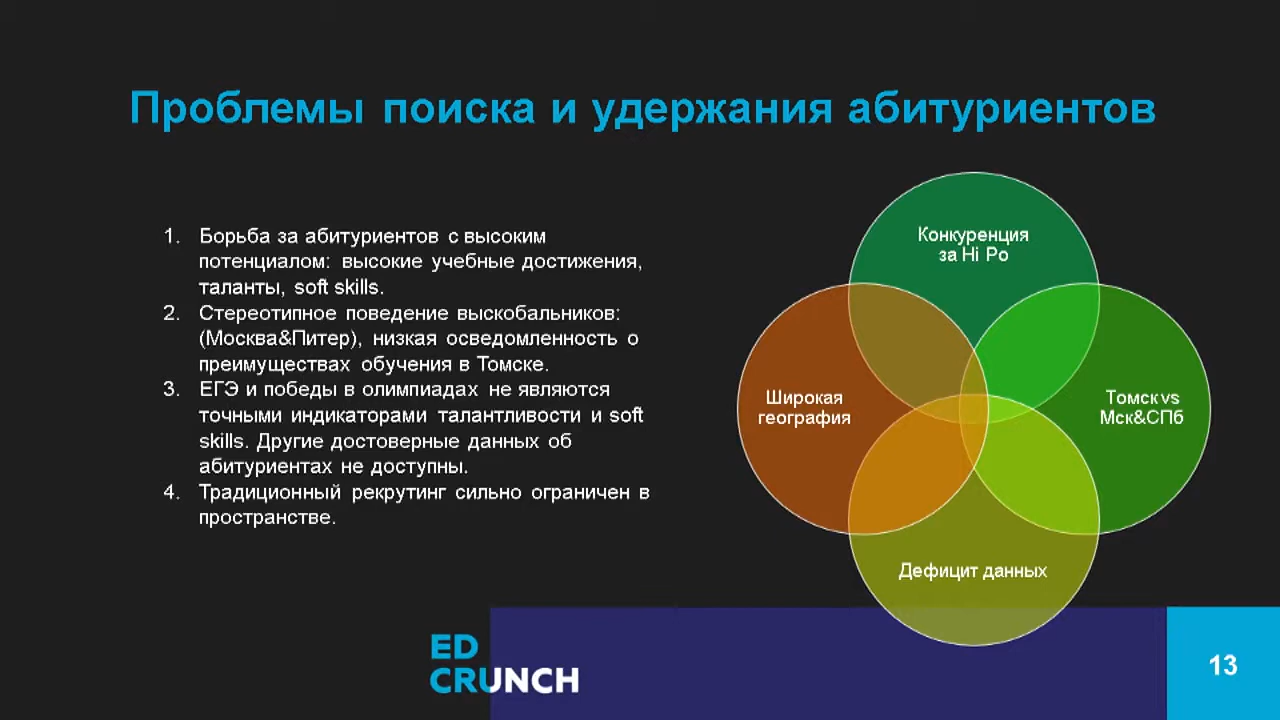 Проблемы поиска и удержания абитуриентов
1. Борьба за абитуриентов с высоким
потенциалом: высокие учебные достижения,
таланты, soft skills.
2. Стереотипное поведение выскобальников:
(Москва&Питер), низкая осведомленность о
преимуществах обучения в Томске.
3. ЕГЭ и победы в олимпиадах не являются
точными индикаторами талантливости и soft
skills. Другие достоверные данных об
абитуриентах не доступны.
4. Традиционный рекрутинг сильно ограничен в
пространстве.
Конкуренция
за Hi Po
Широкая
география
Томск vs
Мск&СПб
Дефицит данных
ED
CRUNCH
13